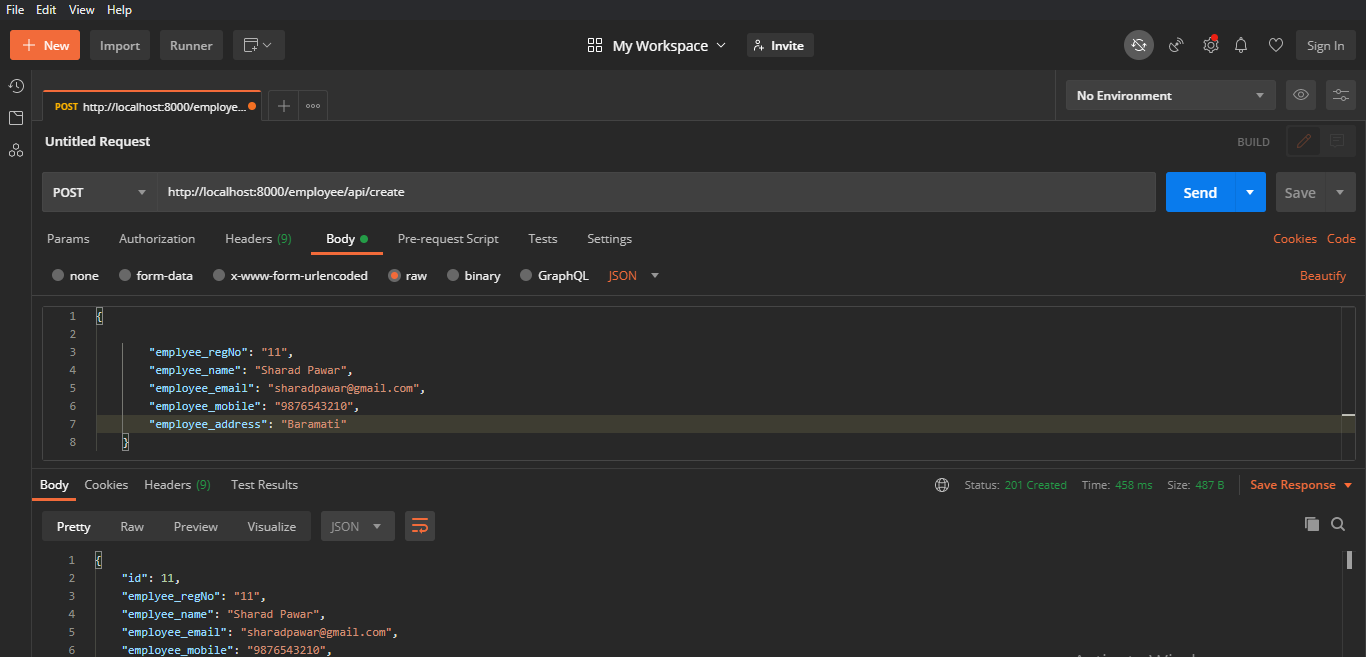 File Edit View Help
New Import Runner My Workspace Invite Sign In
POST http://localhost:8000/employe... No Environment
Untitled Request BUILD
POST http://localhost:8000/employee/api/create Send Save
Params Authorization Headers (9) Body Pre-request Script Tests Settings Cookies Code
none form-data x-www-form-urlencoded raw binary GraphQL JSON Beautify
1 {
2
3 "emplyee_regNo": "11",
4 "emplyee_name": "Sharad Pawar",
5 "employee_email": "sharadpawar@gmail.com",
6 "employee_mobile": "9876543210",
7 "employee_address": "Baramati"
8 }
Body Cookies Headers (9) Test Results Status: 201 Created Time: 458 ms Size: 487 B Save Response
Pretty Raw Preview Visualize JSON
1 {
2 "id": 11,
3 "emplyee_regNo": "11",
4 "emplyee_name": "Sharad Pawar",
5 "employee_email": "sharadpawar@gmail.com",
6 "employee_mobile": "9876543210",